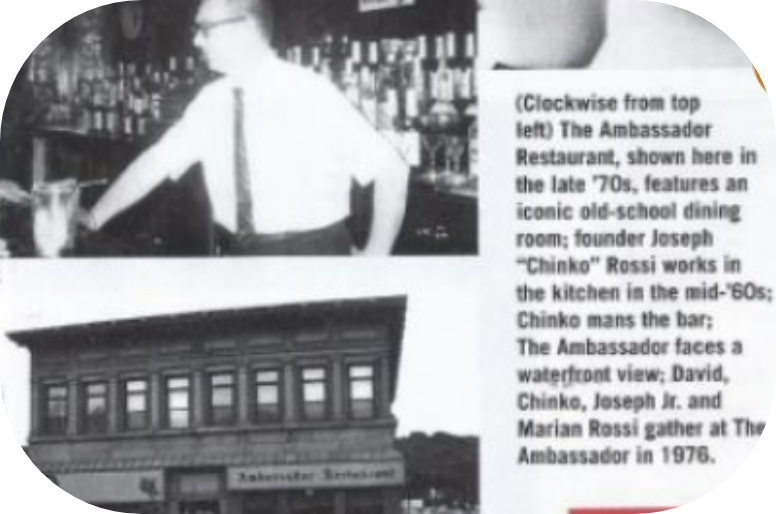 (Clockwise from top
left) The Ambassador
Restaurant, shown here in
the late '70s, features an
iconic old-school dining
room; founder Joseph
“Chinko” Rossi works in
the kitchen in the mid-'60s;
Chinko mans the bar;
The Ambassador faces a
waterfront view; David,
Chinko, Joseph Jr. and
Marian Rossi gather at The
Ambassador in 1976.
Ambassador Restaurant